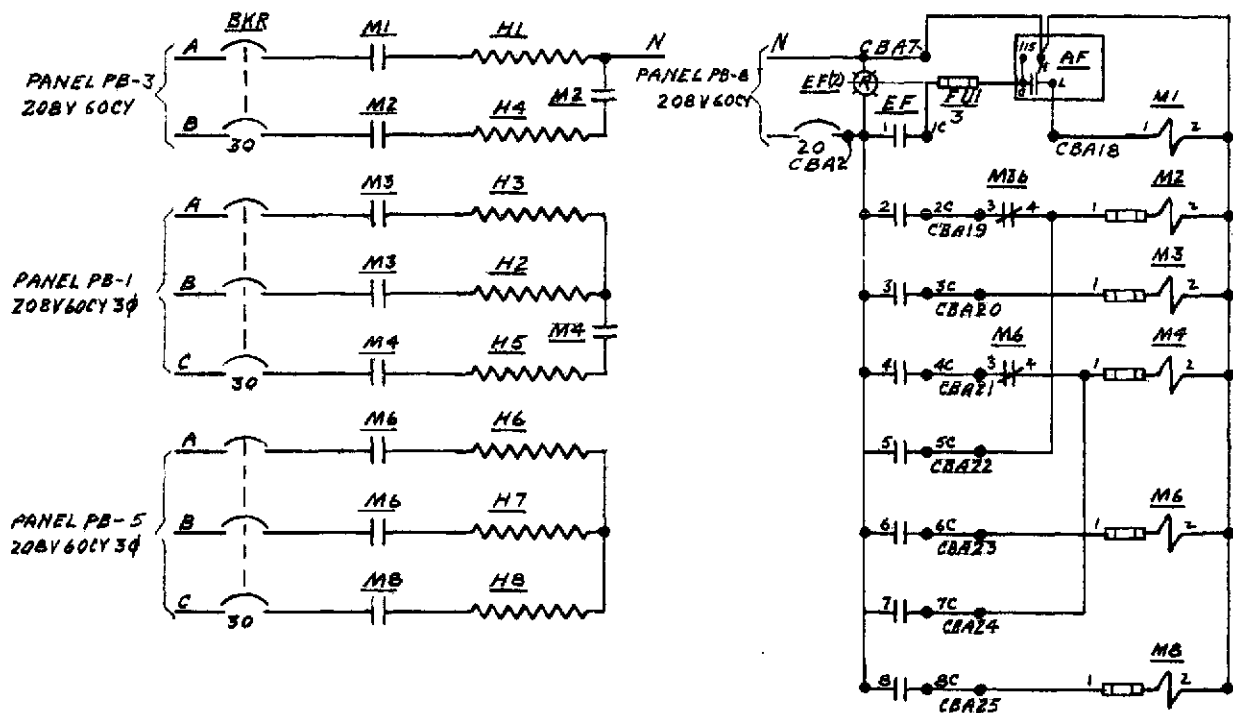 BKR
A
M1
H1
N
PANEL PB-3
208V 60CY
M2
B
M2
H4
30
A
M3
H3
PANEL PB-1
208V 60CY 3ϕ
B
M3
H2
M4
C
M4
H5
30
A
M6
H6
PANEL PB-5
208V 60CY 3ϕ
B
M6
H7
C
M8
H8
30
N
CBA7
115
AF
PANEL PB-8
208V 60CY
EF(2)
R
FU1
3
L
EF
1
1C
20
CBA2
CBA18
M1
1
2
M36
2
2C
3
4
CBA19
M2
1
2
3
3C
CBA20
M3
1
2
M6
4
4C
3
4
CBA21
M4
1
2
5
5C
CBA22
6
6C
CBA23
M6
1
2
7
7C
CBA24
8
8C
CBA25
M8
1
2